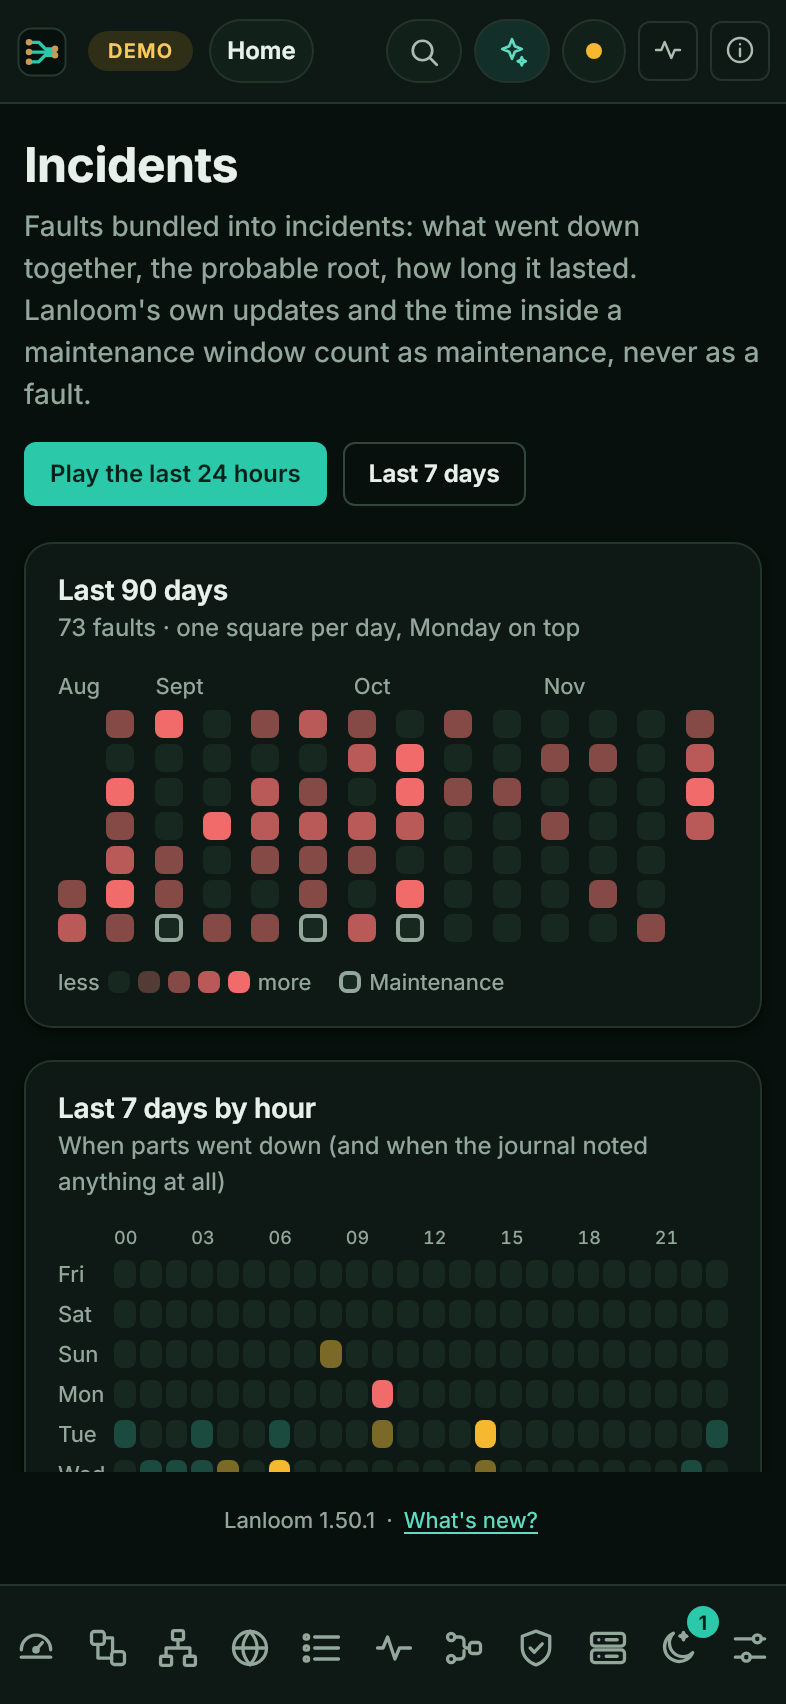 DEMO
Home
Incidents
Faults bundled into incidents: what went down
together, the probable root, how long it lasted.
Lanloom's own updates and the time inside a
maintenance window count as maintenance, never as a
fault.
Play the last 24 hours
Last 7 days
Last 90 days
73 faults · one square per day, Monday on top
Aug Sept Oct Nov
less more Maintenance
Last 7 days by hour
When parts went down (and when the journal noted
anything at all)
00 03 06 09 12 15 18 21
Fri
Sat
Sun
Mon
Tue
Wed
Lanloom 1.50.1 · What's new?
1